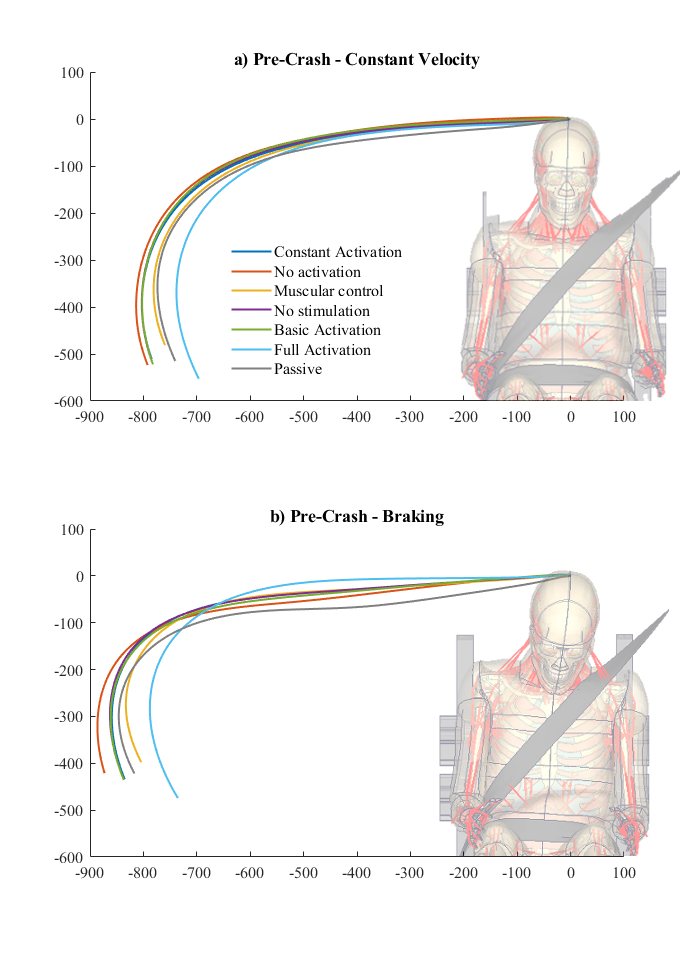 a) Pre-Crash - Constant Velocity
100
0
-100
-200
-300
-400
-500
-600
Constant Activation
No activation
Muscular control
No stimulation
Basic Activation
Full Activation
Passive
-900 -800 -700 -600 -500 -400 -300 -200 -100 0 100
b) Pre-Crash - Braking
100
0
-100
-200
-300
-400
-500
-600
-900 -800 -700 -600 -500 -400 -300 -200 -100 0 100